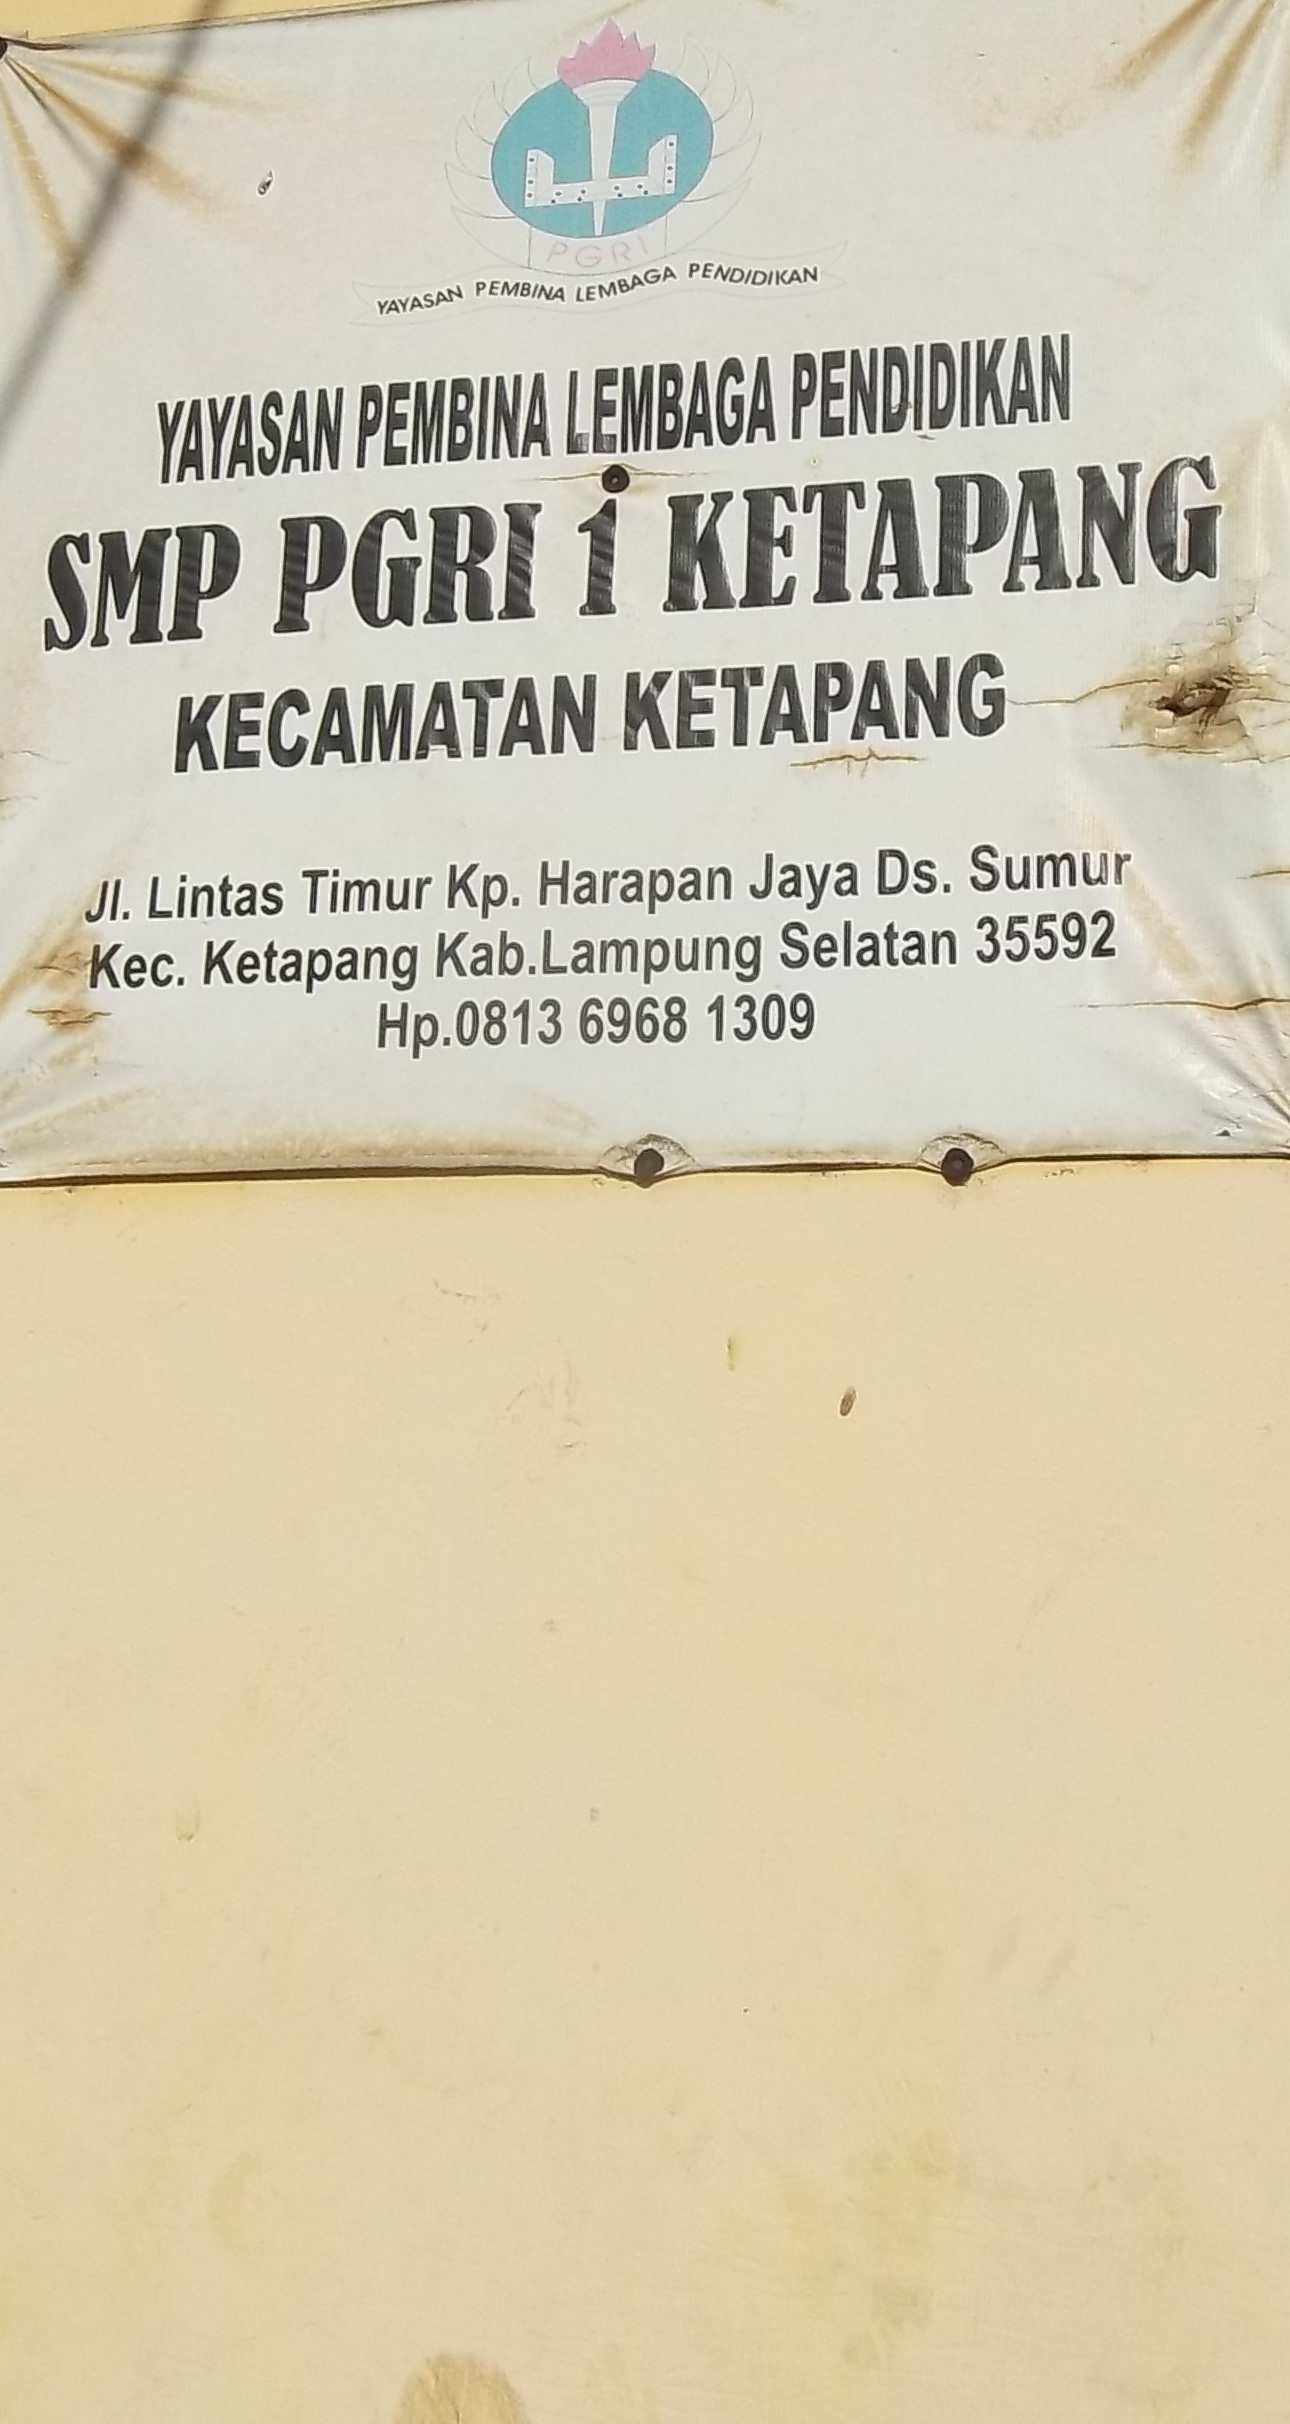 PGRI
YAYASAN PEMBINA LEMBAGA PENDIDIKAN
YAYASAN PEMBINA LEMBAGA PENDIDIKAN
SMP PGRI 1 KETAPANG
KECAMATAN KETAPANG
Jl. Lintas Timur Kp. Harapan Jaya Ds. Sumur
Kec. Ketapang Kab.Lampung Selatan 35592
Hp.0813 6968 1309